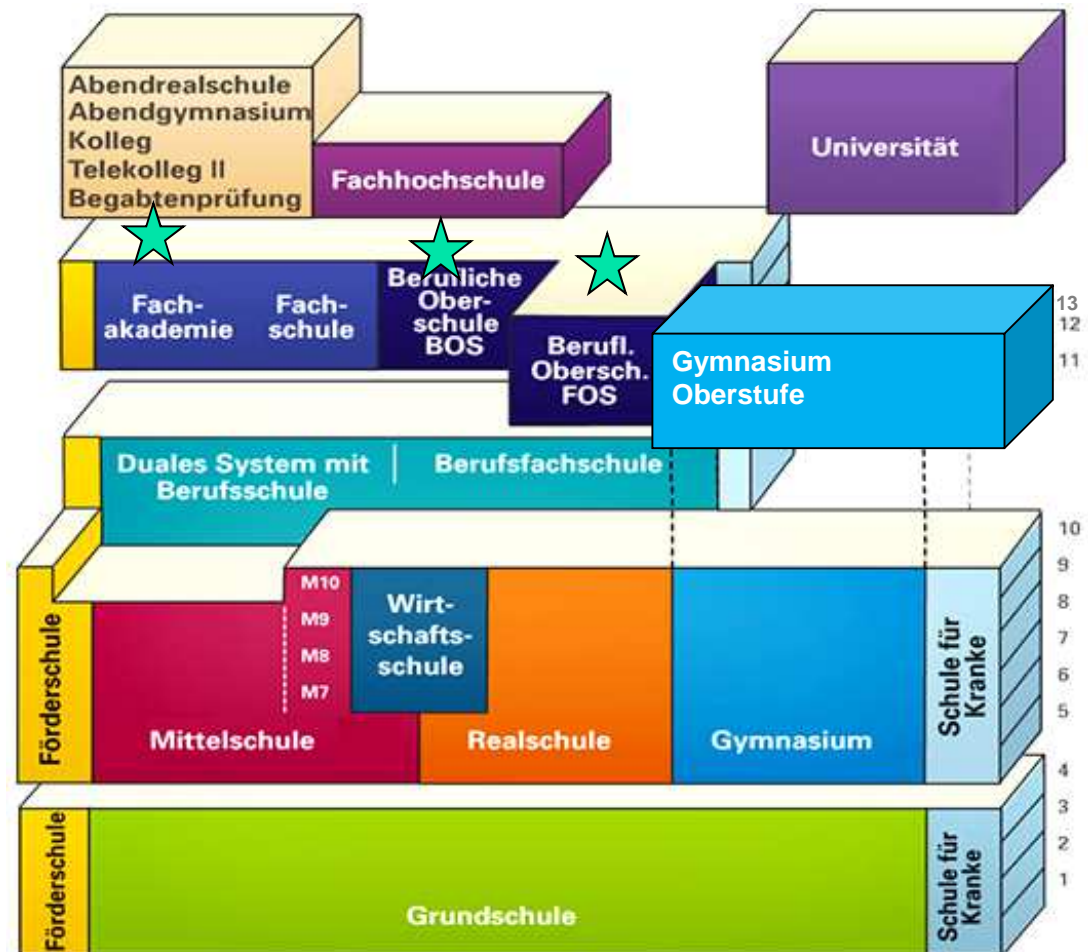 Abendrealschule
Abendgymnasium
Kolleg
Telekolleg II
Begabtenprüfung
Fachhochschule
Universität
Fach-
akademie
Fach-
schule
Berufliche
Ober-
schule
BOS
Berufl.
Obersch.
FOS
Gymnasium
Oberstufe
13
12
11
Duales System mit
Berufsschule
Berufsfachschule
10
9
8
7
6
5
Förderschule
Mittelschule
M10
M9
M8
M7
Wirt-
schafts-
schule
Realschule
Gymnasium
Schule für
Kranke
4
3
2
1
Förderschule
Grundschule
Schule für
Kranke